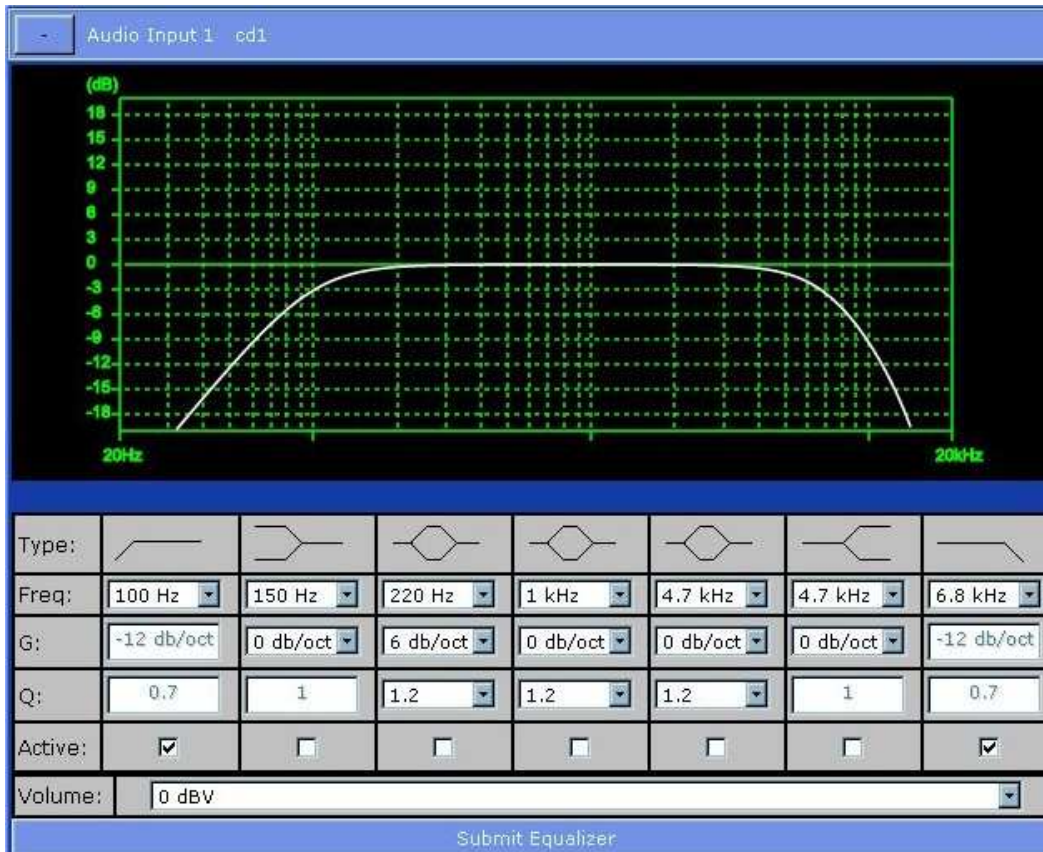 - Audio Input 1 cd1
(dB)
18
15
12
9
6
3
0
-3
-6
-9
-12
-15
-18
20Hz 20kHz
Type:
Freq: 100 Hz 150 Hz 220 Hz 1 kHz 4.7 kHz 4.7 kHz 6.8 kHz
G: -12 db/oct 0 db/oct 6 db/oct 0 db/oct 0 db/oct 0 db/oct -12 db/oct
Q: 0.7 1 1.2 1.2 1.2 1 0.7
Active:
Volume: 0 dBV
Submit Equalizer